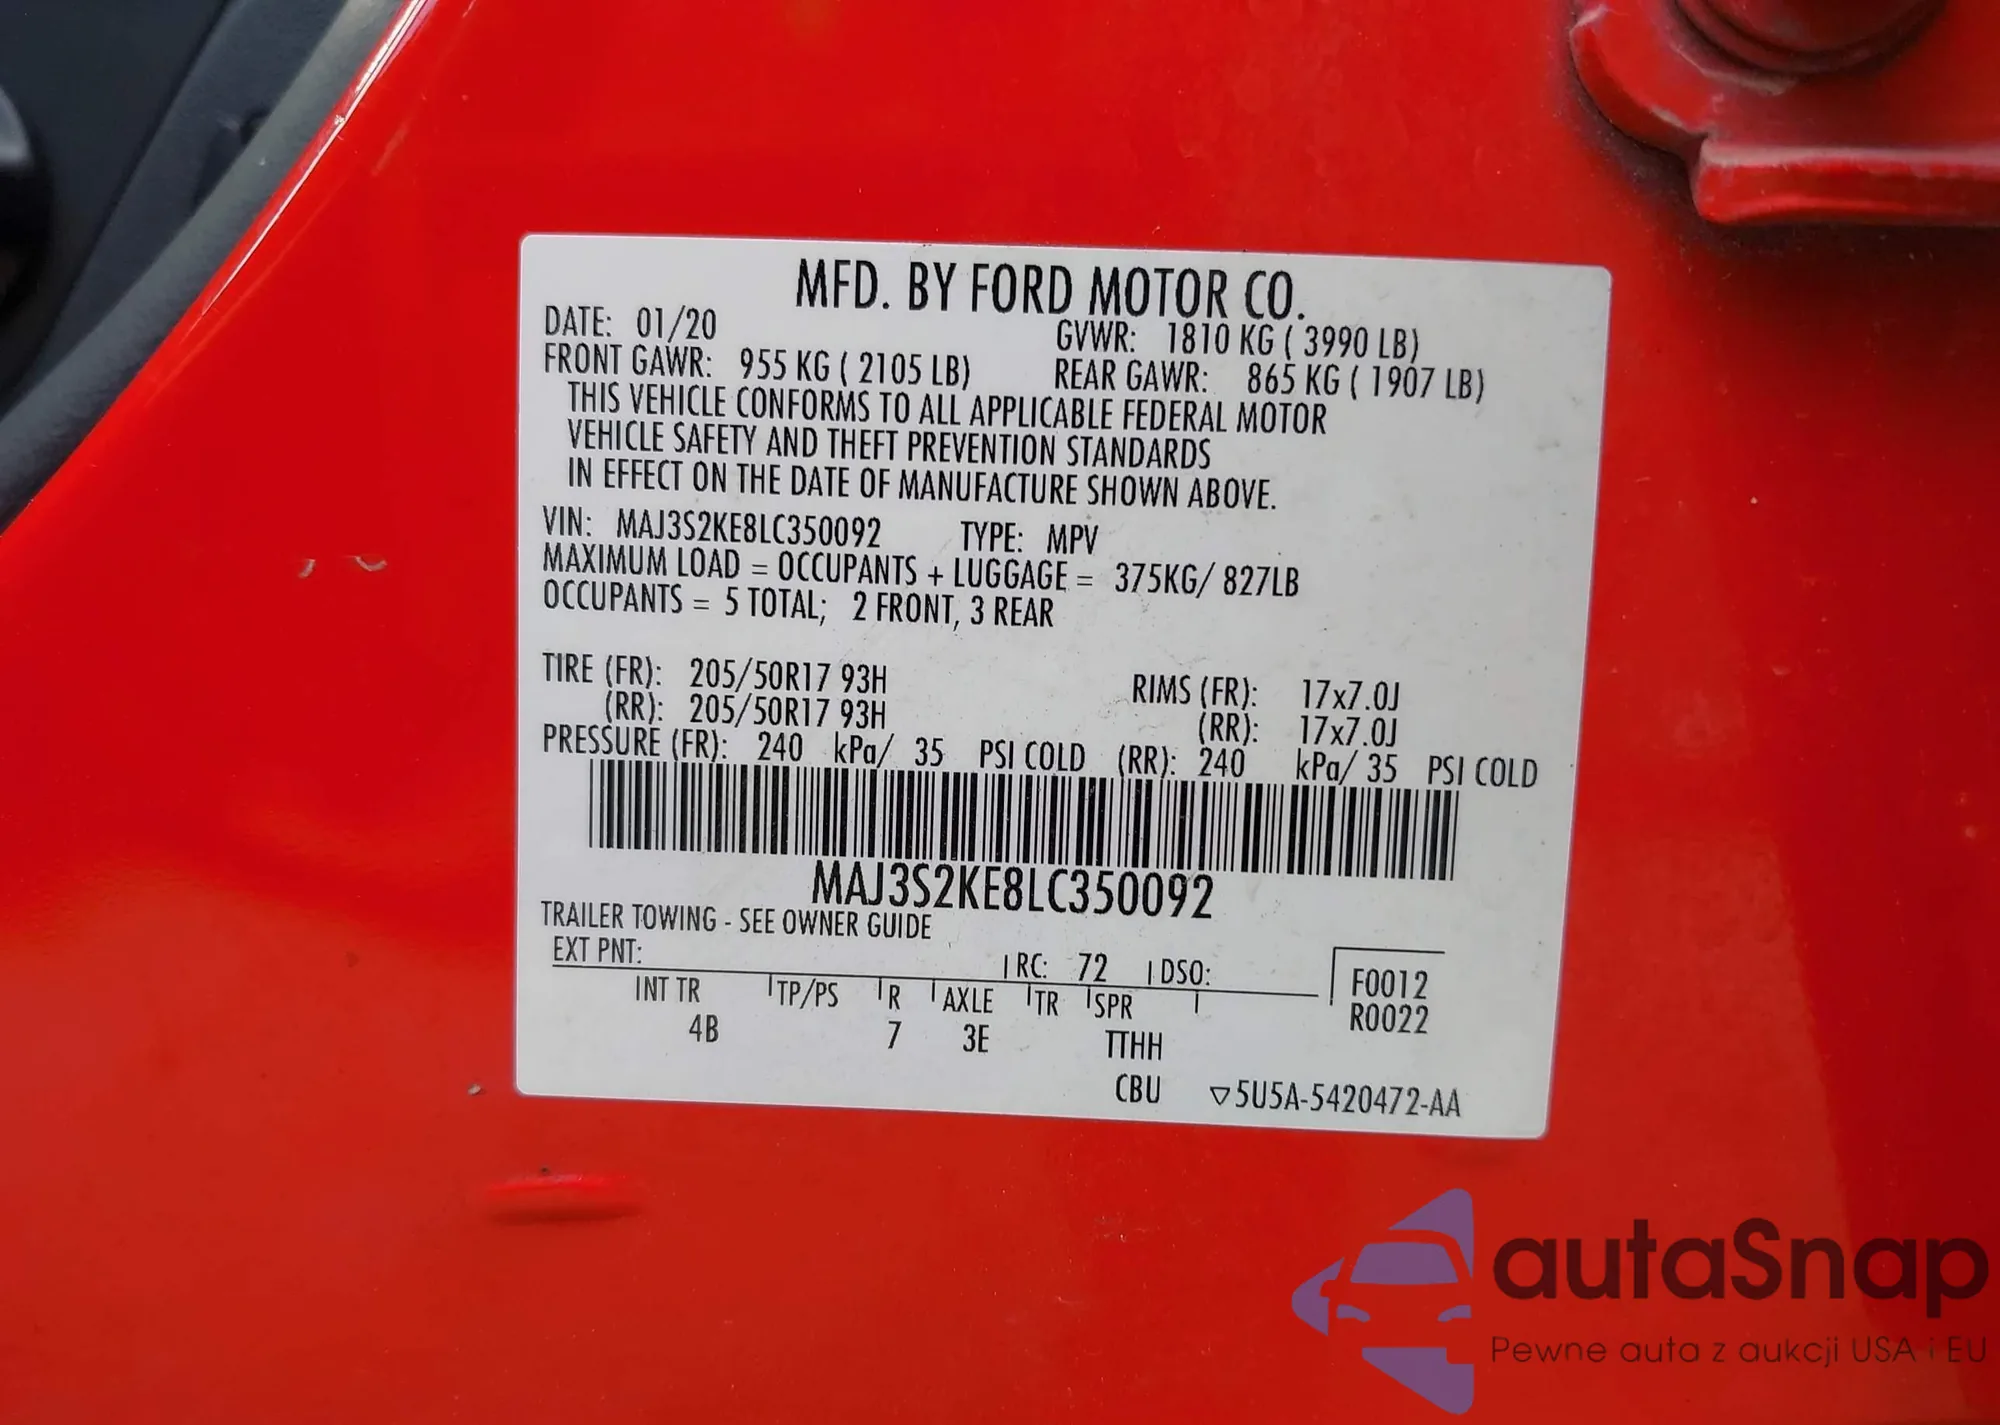 MFD. BY FORD MOTOR CO.
DATE: 01/20 GVWR: 1810 KG ( 3990 LB)
FRONT GAWR: 955 KG ( 2105 LB) REAR GAWR: 865 KG ( 1907 LB)
THIS VEHICLE CONFORMS TO ALL APPLICABLE FEDERAL MOTOR
VEHICLE SAFETY AND THEFT PREVENTION STANDARDS
IN EFFECT ON THE DATE OF MANUFACTURE SHOWN ABOVE.
VIN: MAJ3S2KE8LC350092 TYPE: MPV
MAXIMUM LOAD = OCCUPANTS + LUGGAGE = 375KG/ 827LB
OCCUPANTS = 5 TOTAL; 2 FRONT, 3 REAR
TIRE (FR): 205/50R17 93H RIMS (FR): 17x7.0J
(RR): 205/50R17 93H (RR): 17x7.0J
PRESSURE (FR): 240 kPa/ 35 PSI COLD (RR): 240 kPa/ 35 PSI COLD
MAJ3S2KE8LC350092
TRAILER TOWING - SEE OWNER GUIDE
EXT PNT: RC: 72 DSO: F0012
INT TR TP/PS R AXLE TR SPR R0022
4B 7 3E TTHH
CBU ▽5U5A-5420472-AA
autaSnap
Pewne auta z aukcji USA i EU